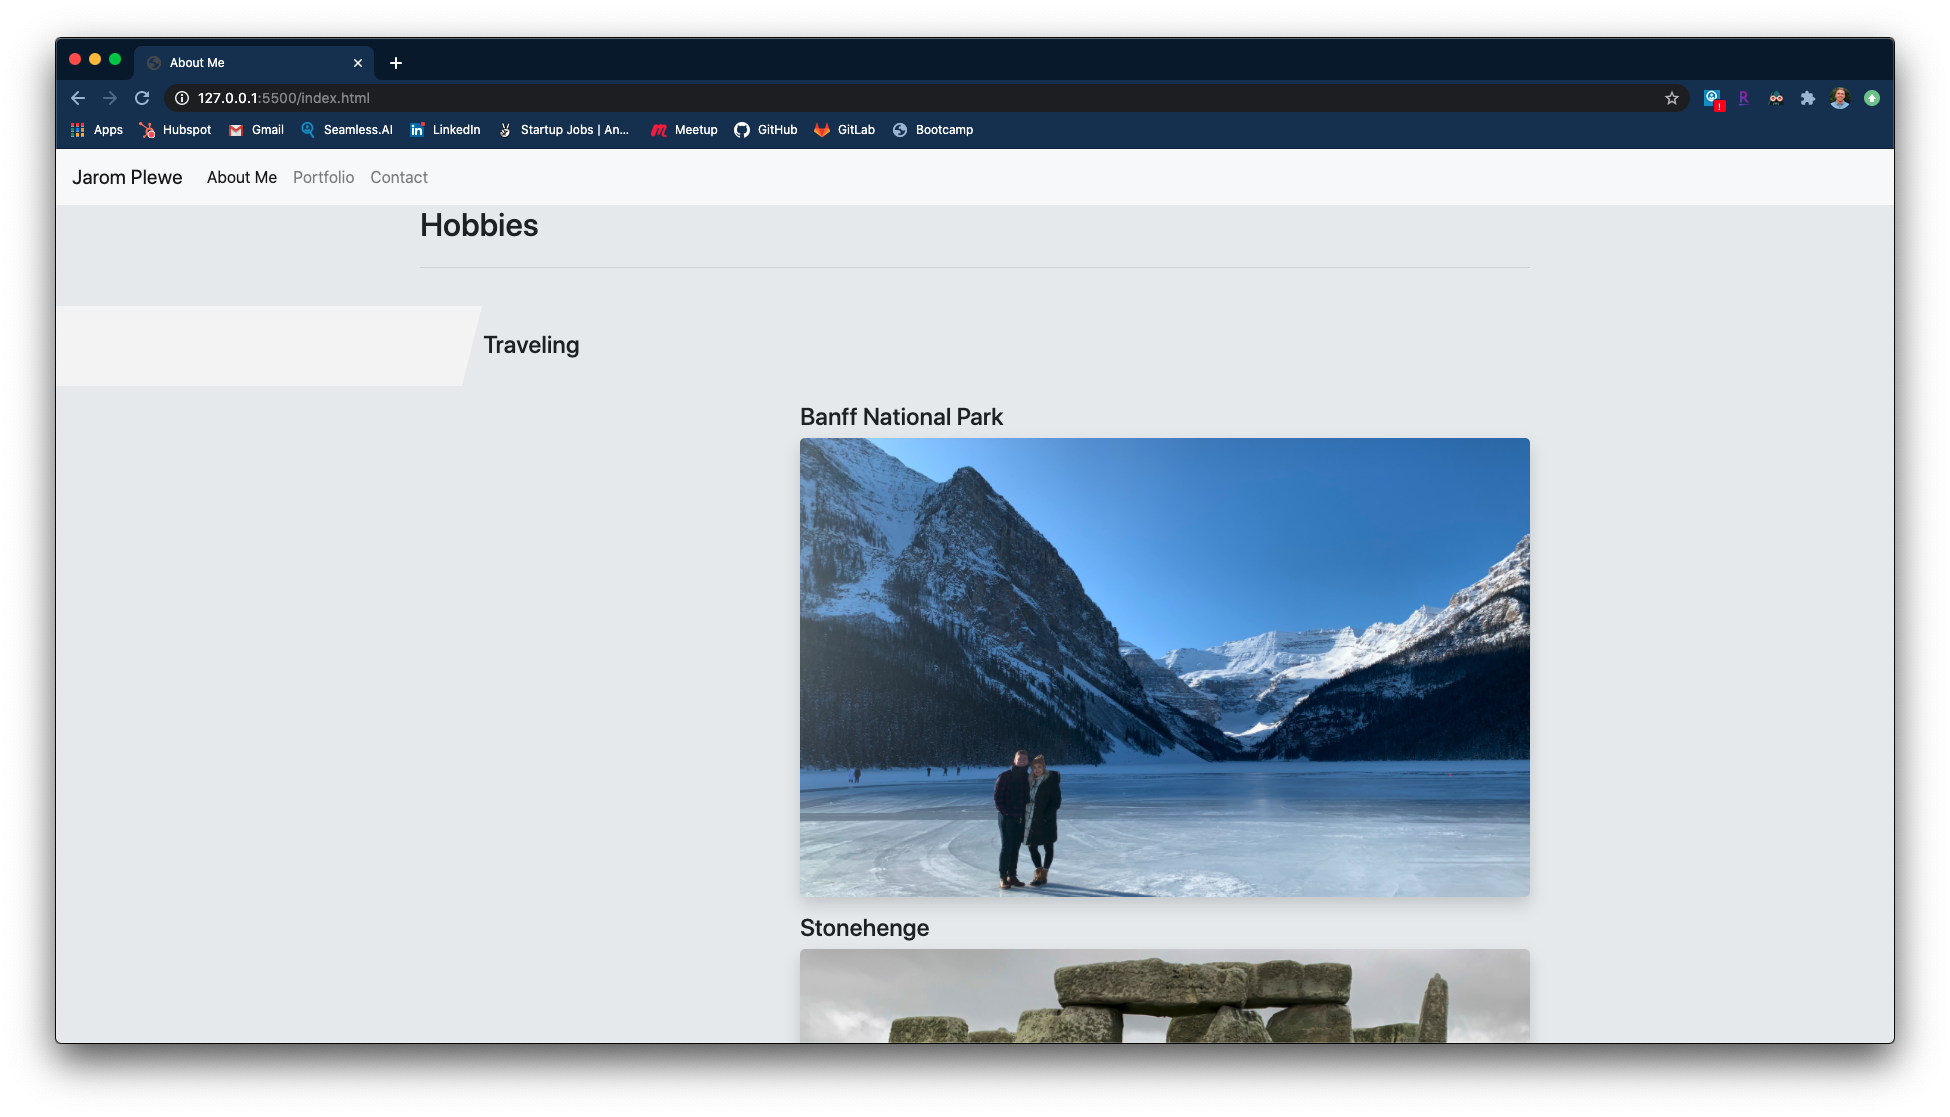 About Me
127.0.0.1:5500/index.html
Apps Hubspot Gmail Seamless.AI LinkedIn Startup Jobs | An... Meetup GitHub GitLab Bootcamp
Jarom Plewe About Me Portfolio Contact
Hobbies
Traveling
Banff National Park
Stonehenge